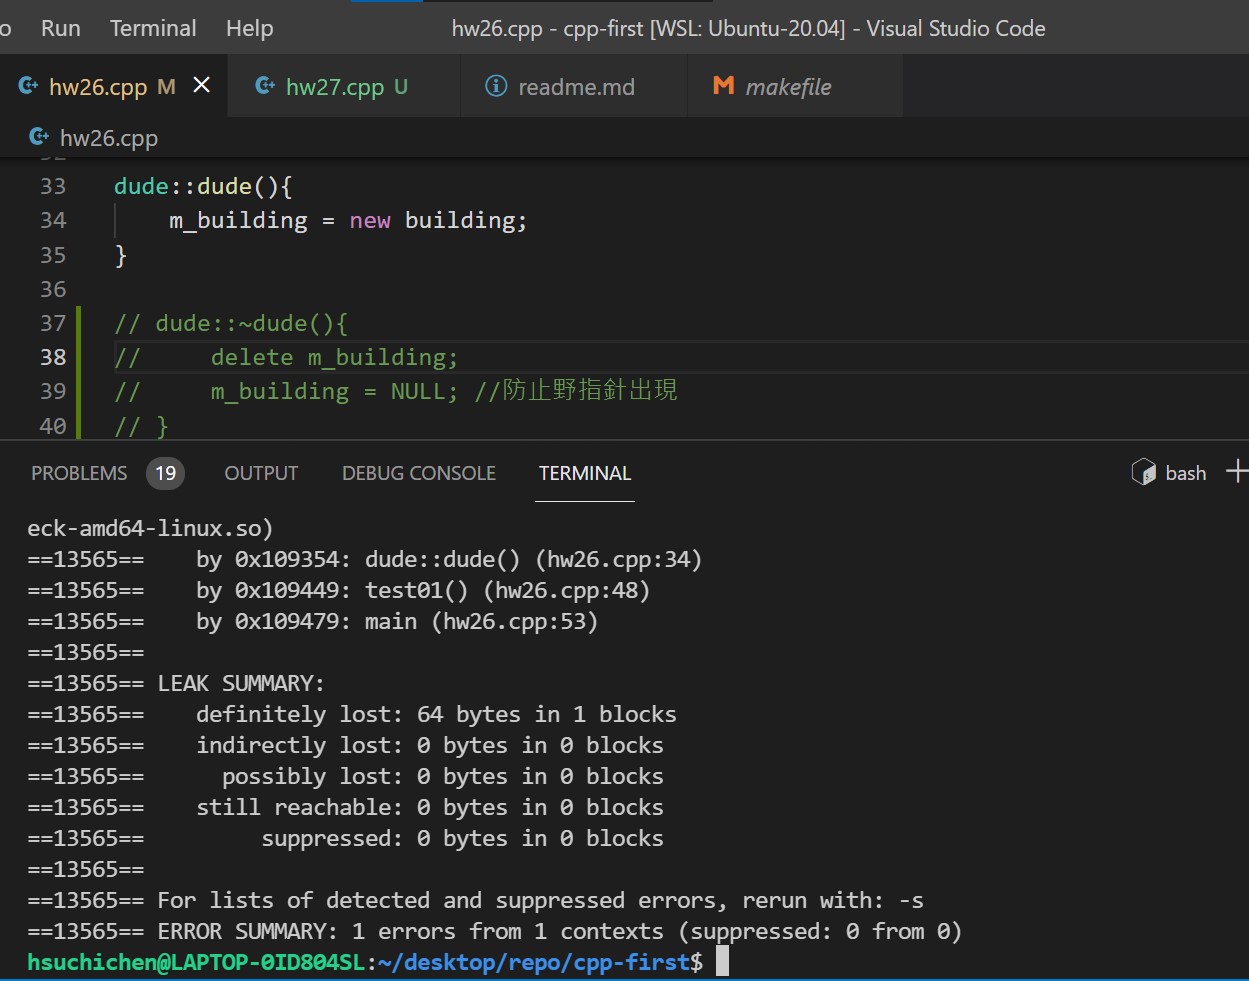 o Run Terminal Help hw26.cpp - cpp-first [WSL: Ubuntu-20.04] - Visual Studio Code
hw26.cpp M hw27.cpp U readme.md makefile
hw26.cpp
32
33 dude::dude(){
34 m_building = new building;
35 }
36
37 // dude::~dude(){
38 // delete m_building;
39 // m_building = NULL; //防止野指針出現
40 // }
PROBLEMS 19 OUTPUT DEBUG CONSOLE TERMINAL bash
eck-amd64-linux.so)
==13565== by 0x109354: dude::dude() (hw26.cpp:34)
==13565== by 0x109449: test01() (hw26.cpp:48)
==13565== by 0x109479: main (hw26.cpp:53)
==13565==
==13565== LEAK SUMMARY:
==13565== definitely lost: 64 bytes in 1 blocks
==13565== indirectly lost: 0 bytes in 0 blocks
==13565== possibly lost: 0 bytes in 0 blocks
==13565== still reachable: 0 bytes in 0 blocks
==13565== suppressed: 0 bytes in 0 blocks
==13565==
==13565== For lists of detected and suppressed errors, rerun with: -s
==13565== ERROR SUMMARY: 1 errors from 1 contexts (suppressed: 0 from 0)
hsuchichen@LAPTOP-0ID804SL:~/desktop/repo/cpp-first$